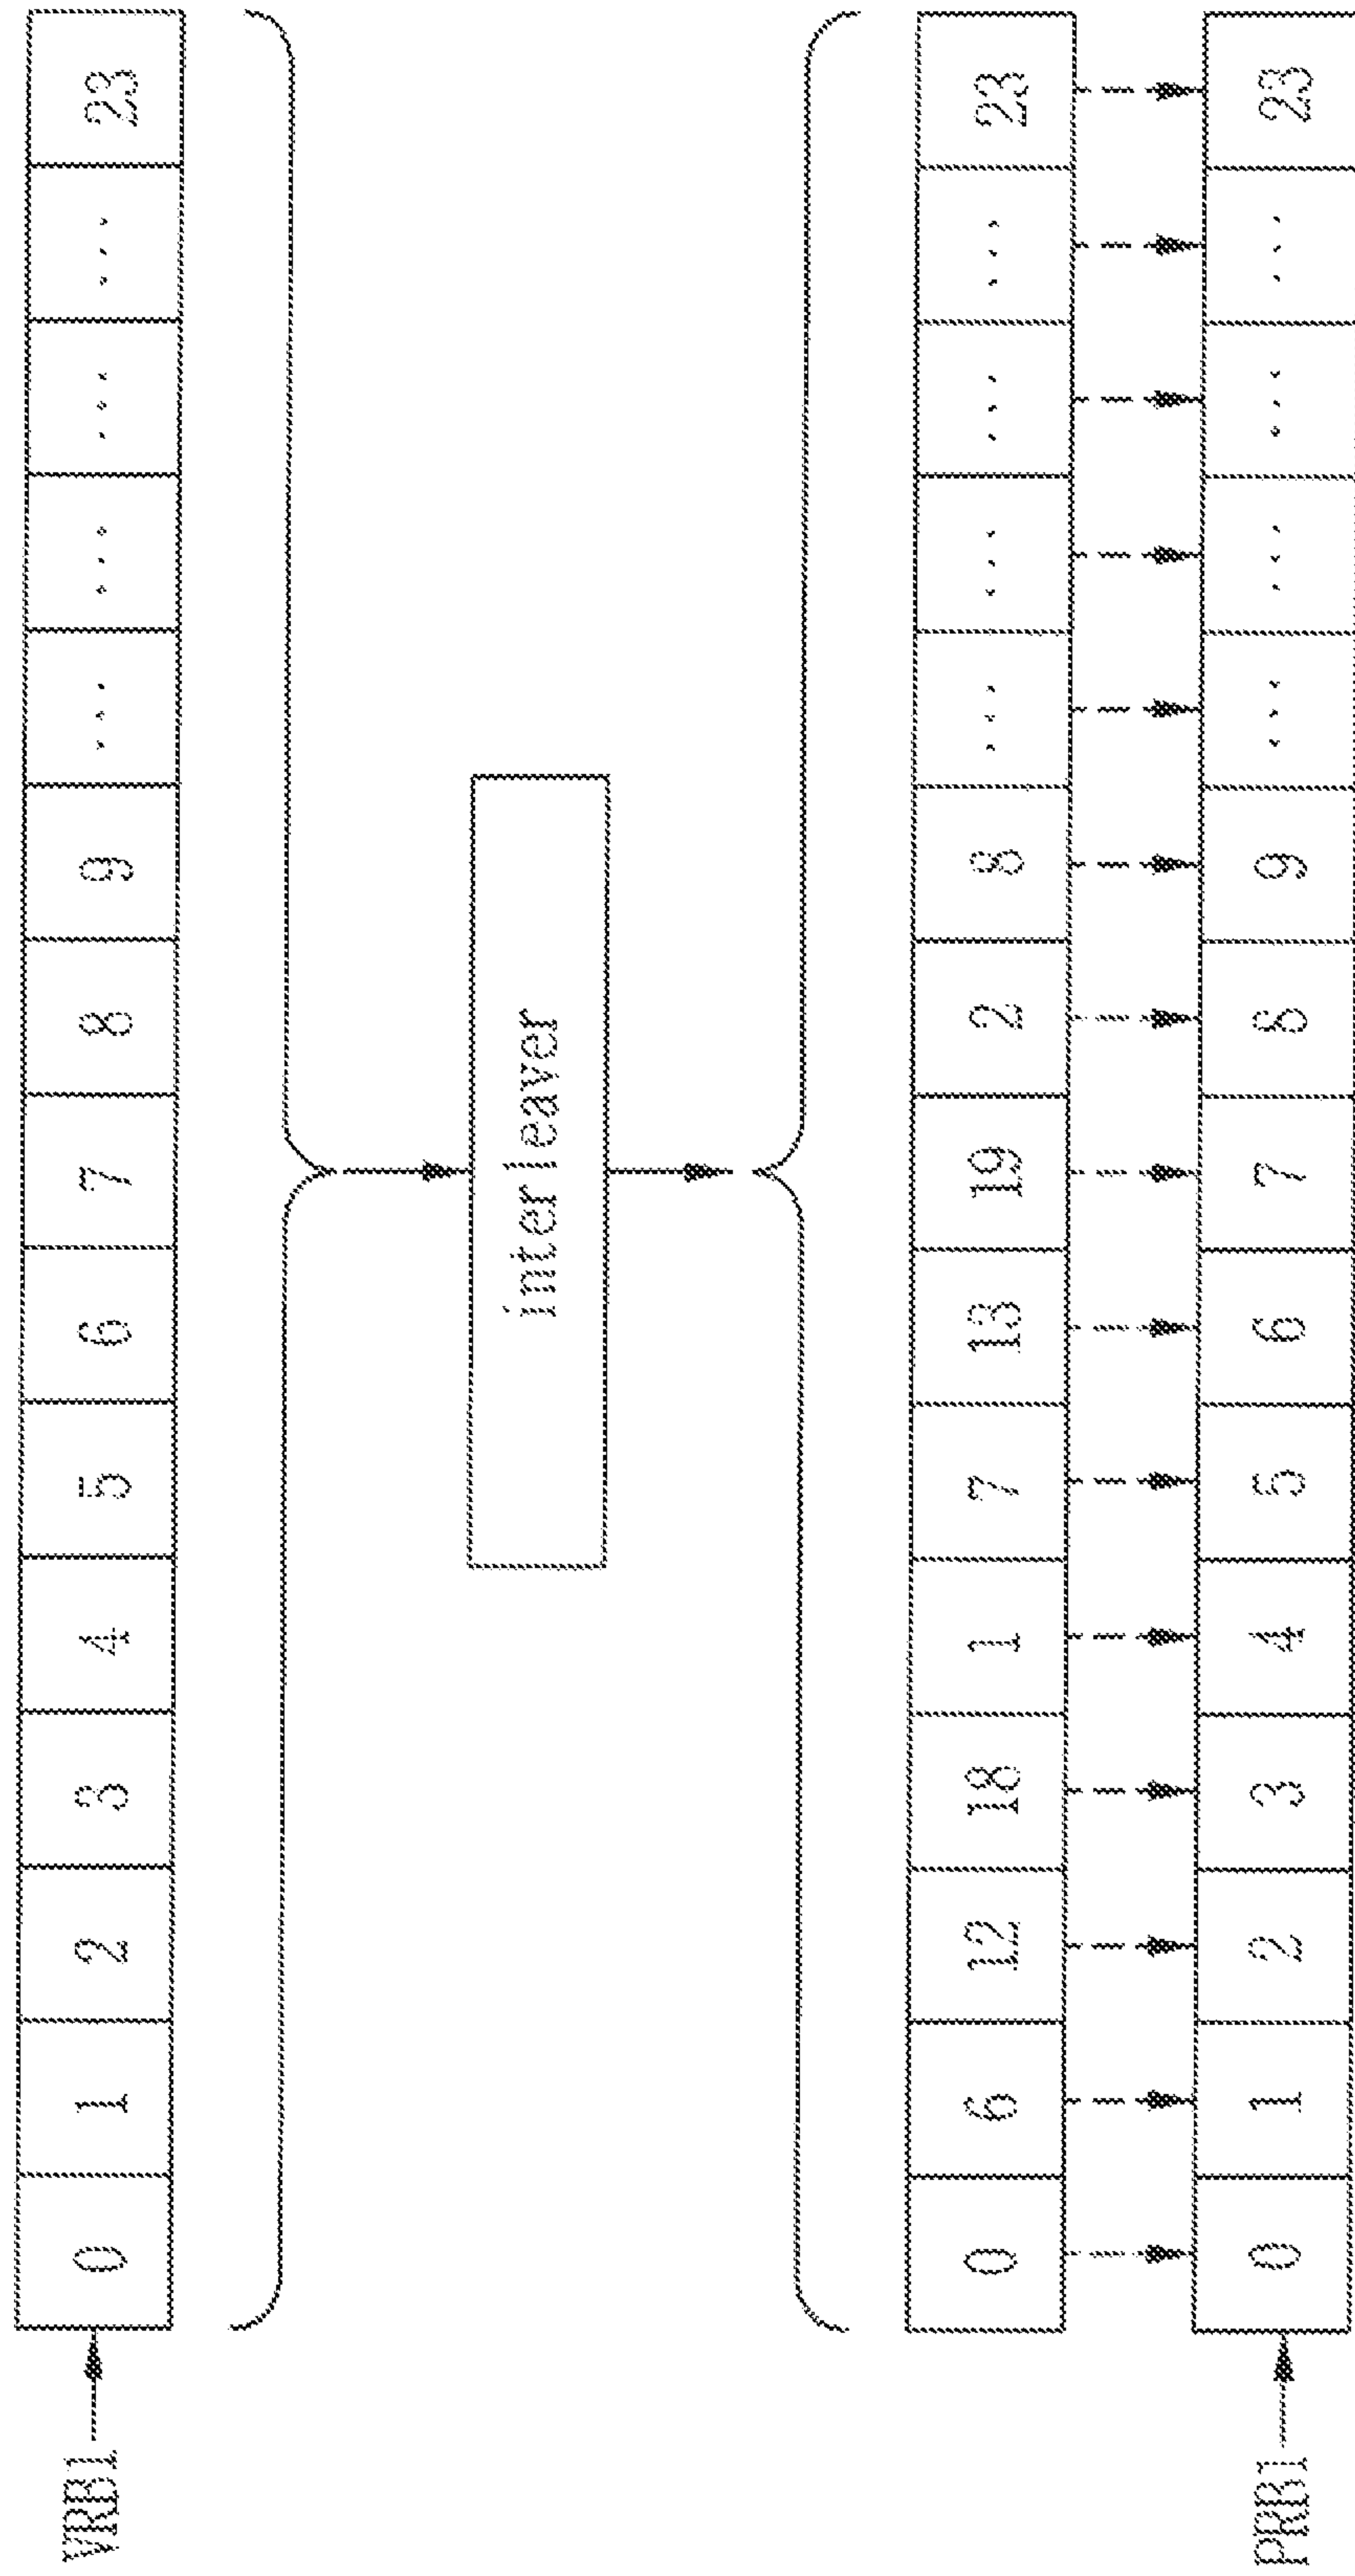 VRB1 0 1 2 3 4 5 6 7 8 9 ... ... ... ... 23
interleaver
0 6 12 18 1 7 13 19 2 8 ... ... ... ... 23
PRB1 0 1 2 3 4 5 6 7 8 9 ... ... ... ... 23